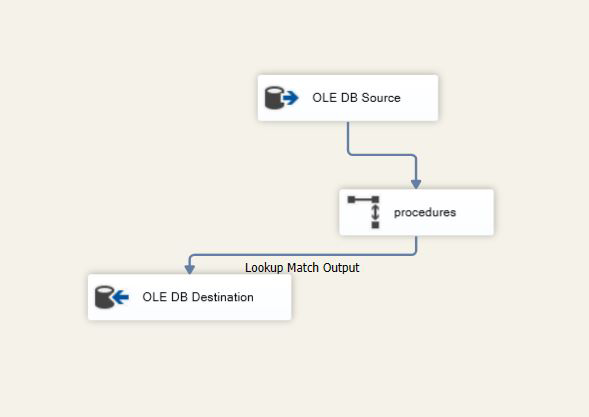 OLE DB Source
procedures
Lookup Match Output
OLE DB Destination